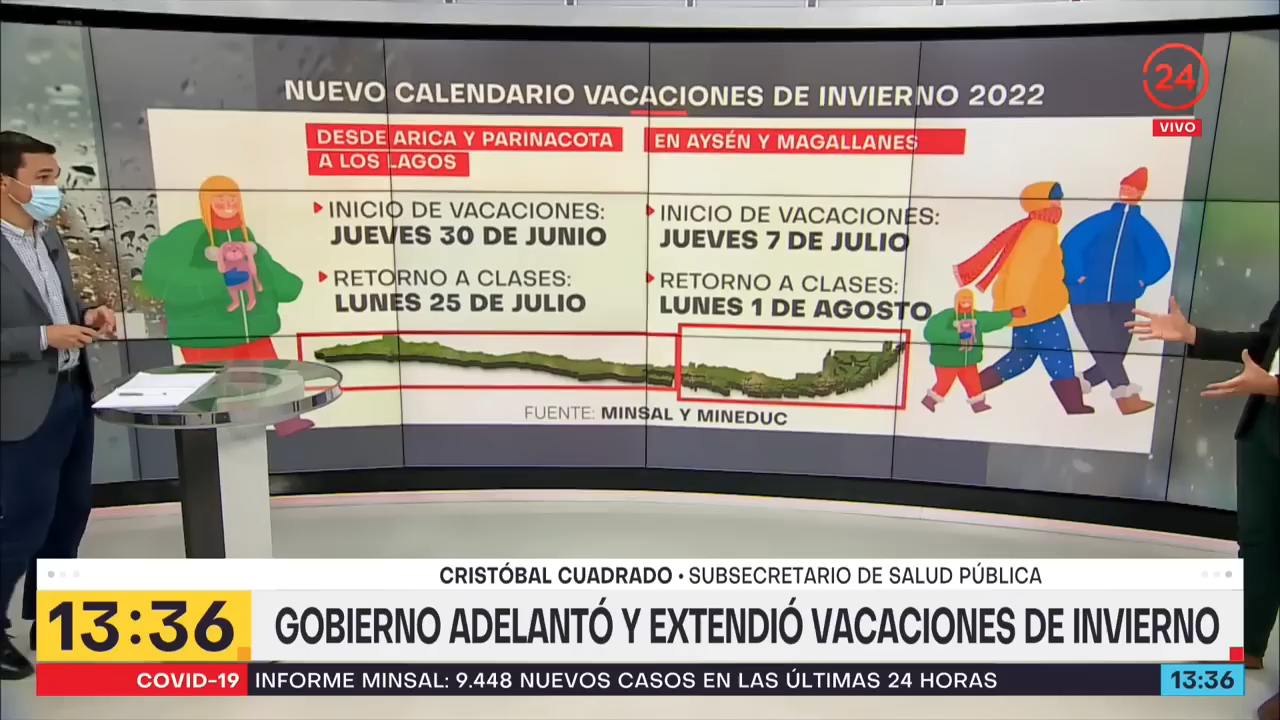 NUEVO CALENDARIO VACACIONES DE INVIERNO 2022
24
VIVO
DESDE ARICA Y PARINACOTA
A LOS LAGOS
INICIO DE VACACIONES:
JUEVES 30 DE JUNIO
RETORNO A CLASES:
LUNES 25 DE JULIO
EN AYSÉN Y MAGALLANES
INICIO DE VACACIONES:
JUEVES 7 DE JULIO
RETORNO A CLASES:
LUNES 1 DE AGOSTO
FUENTE: MINSAL Y MINEDUC
CRISTÓBAL CUADRADO • SUBSECRETARIO DE SALUD PÚBLICA
13:36 GOBIERNO ADELANTÓ Y EXTENDIÓ VACACIONES DE INVIERNO
COVID-19 INFORME MINSAL: 9.448 NUEVOS CASOS EN LAS ÚLTIMAS 24 HORAS 13:36